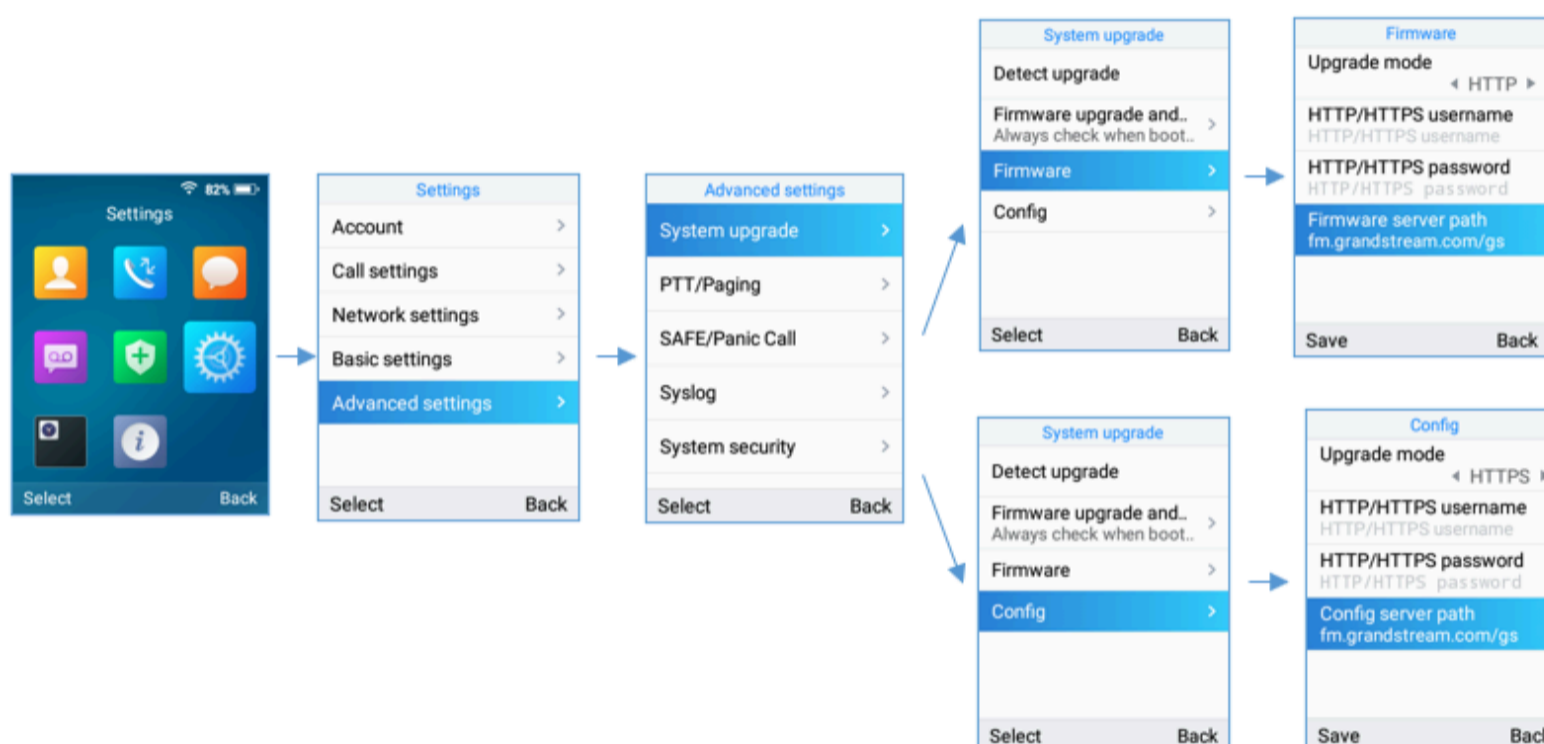 82%
Settings
Select Back
Settings
Account
Call settings
Network settings
Basic settings
Advanced settings
Select Back
Advanced settings
System upgrade
PTT/Paging
SAFE/Panic Call
Syslog
System security
Select Back
System upgrade
Detect upgrade
Firmware upgrade and..
Always check when boot..
Firmware
Config
Select Back
Firmware
Upgrade mode
HTTP
HTTP/HTTPS username
HTTP/HTTPS username
HTTP/HTTPS password
HTTP/HTTPS password
Firmware server path
fm.grandstream.com/gs
Save Back
System upgrade
Detect upgrade
Firmware upgrade and..
Always check when boot..
Firmware
Config
Select Back
Config
Upgrade mode
HTTPS
HTTP/HTTPS username
HTTP/HTTPS username
HTTP/HTTPS password
HTTP/HTTPS password
Config server path
fm.grandstream.com/gs
Save Back